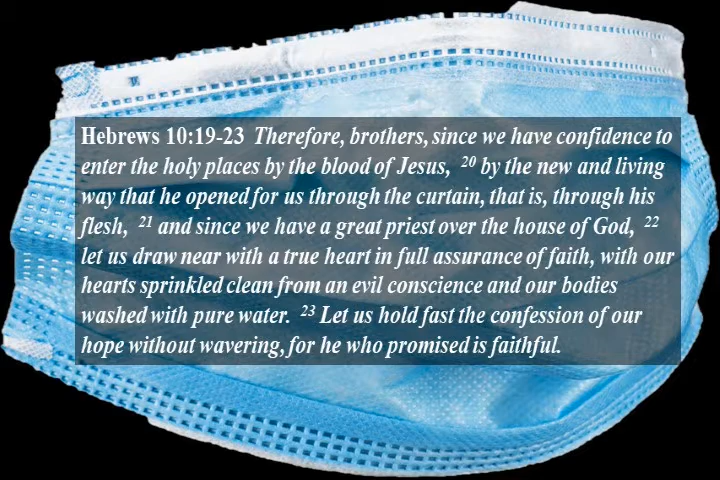 Hebrews 10:19-23 Therefore, brothers, since we have confidence to
enter the holy places by the blood of Jesus, 20 by the new and living
way that he opened for us through the curtain, that is, through his
flesh, 21 and since we have a great priest over the house of God, 22
let us draw near with a true heart in full assurance of faith, with our
hearts sprinkled clean from an evil conscience and our bodies
washed with pure water. 23 Let us hold fast the confession of our
hope without wavering, for he who promised is faithful.